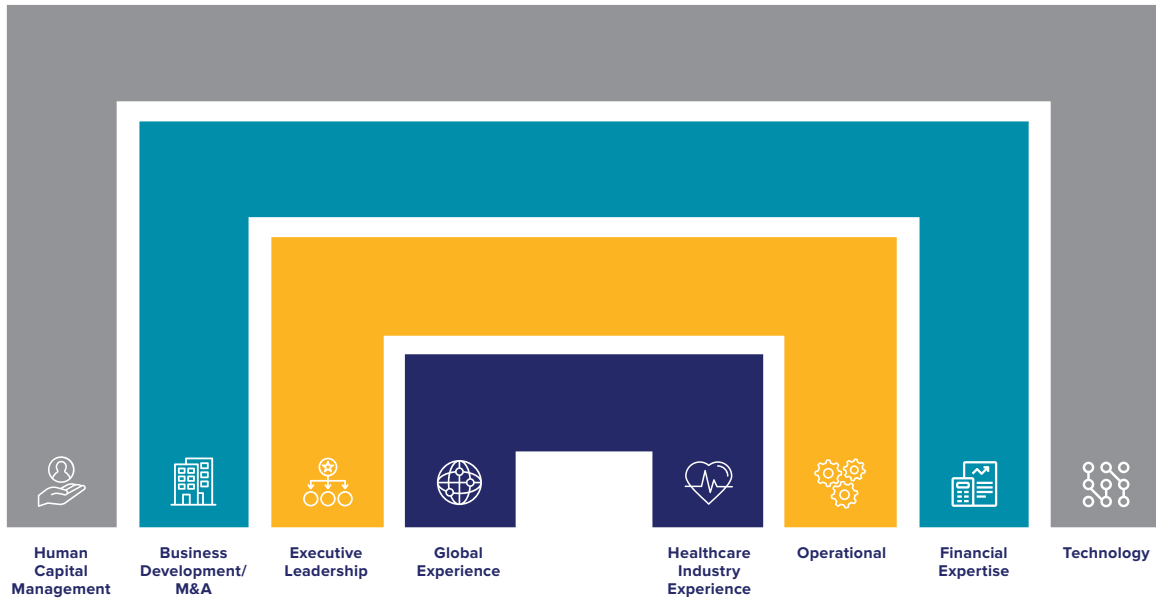 Human
Capital
Management
Business
Development/
M&A
Executive
Leadership
Global
Experience
Healthcare
Industry
Experience
Operational
Financial
Expertise
Technology